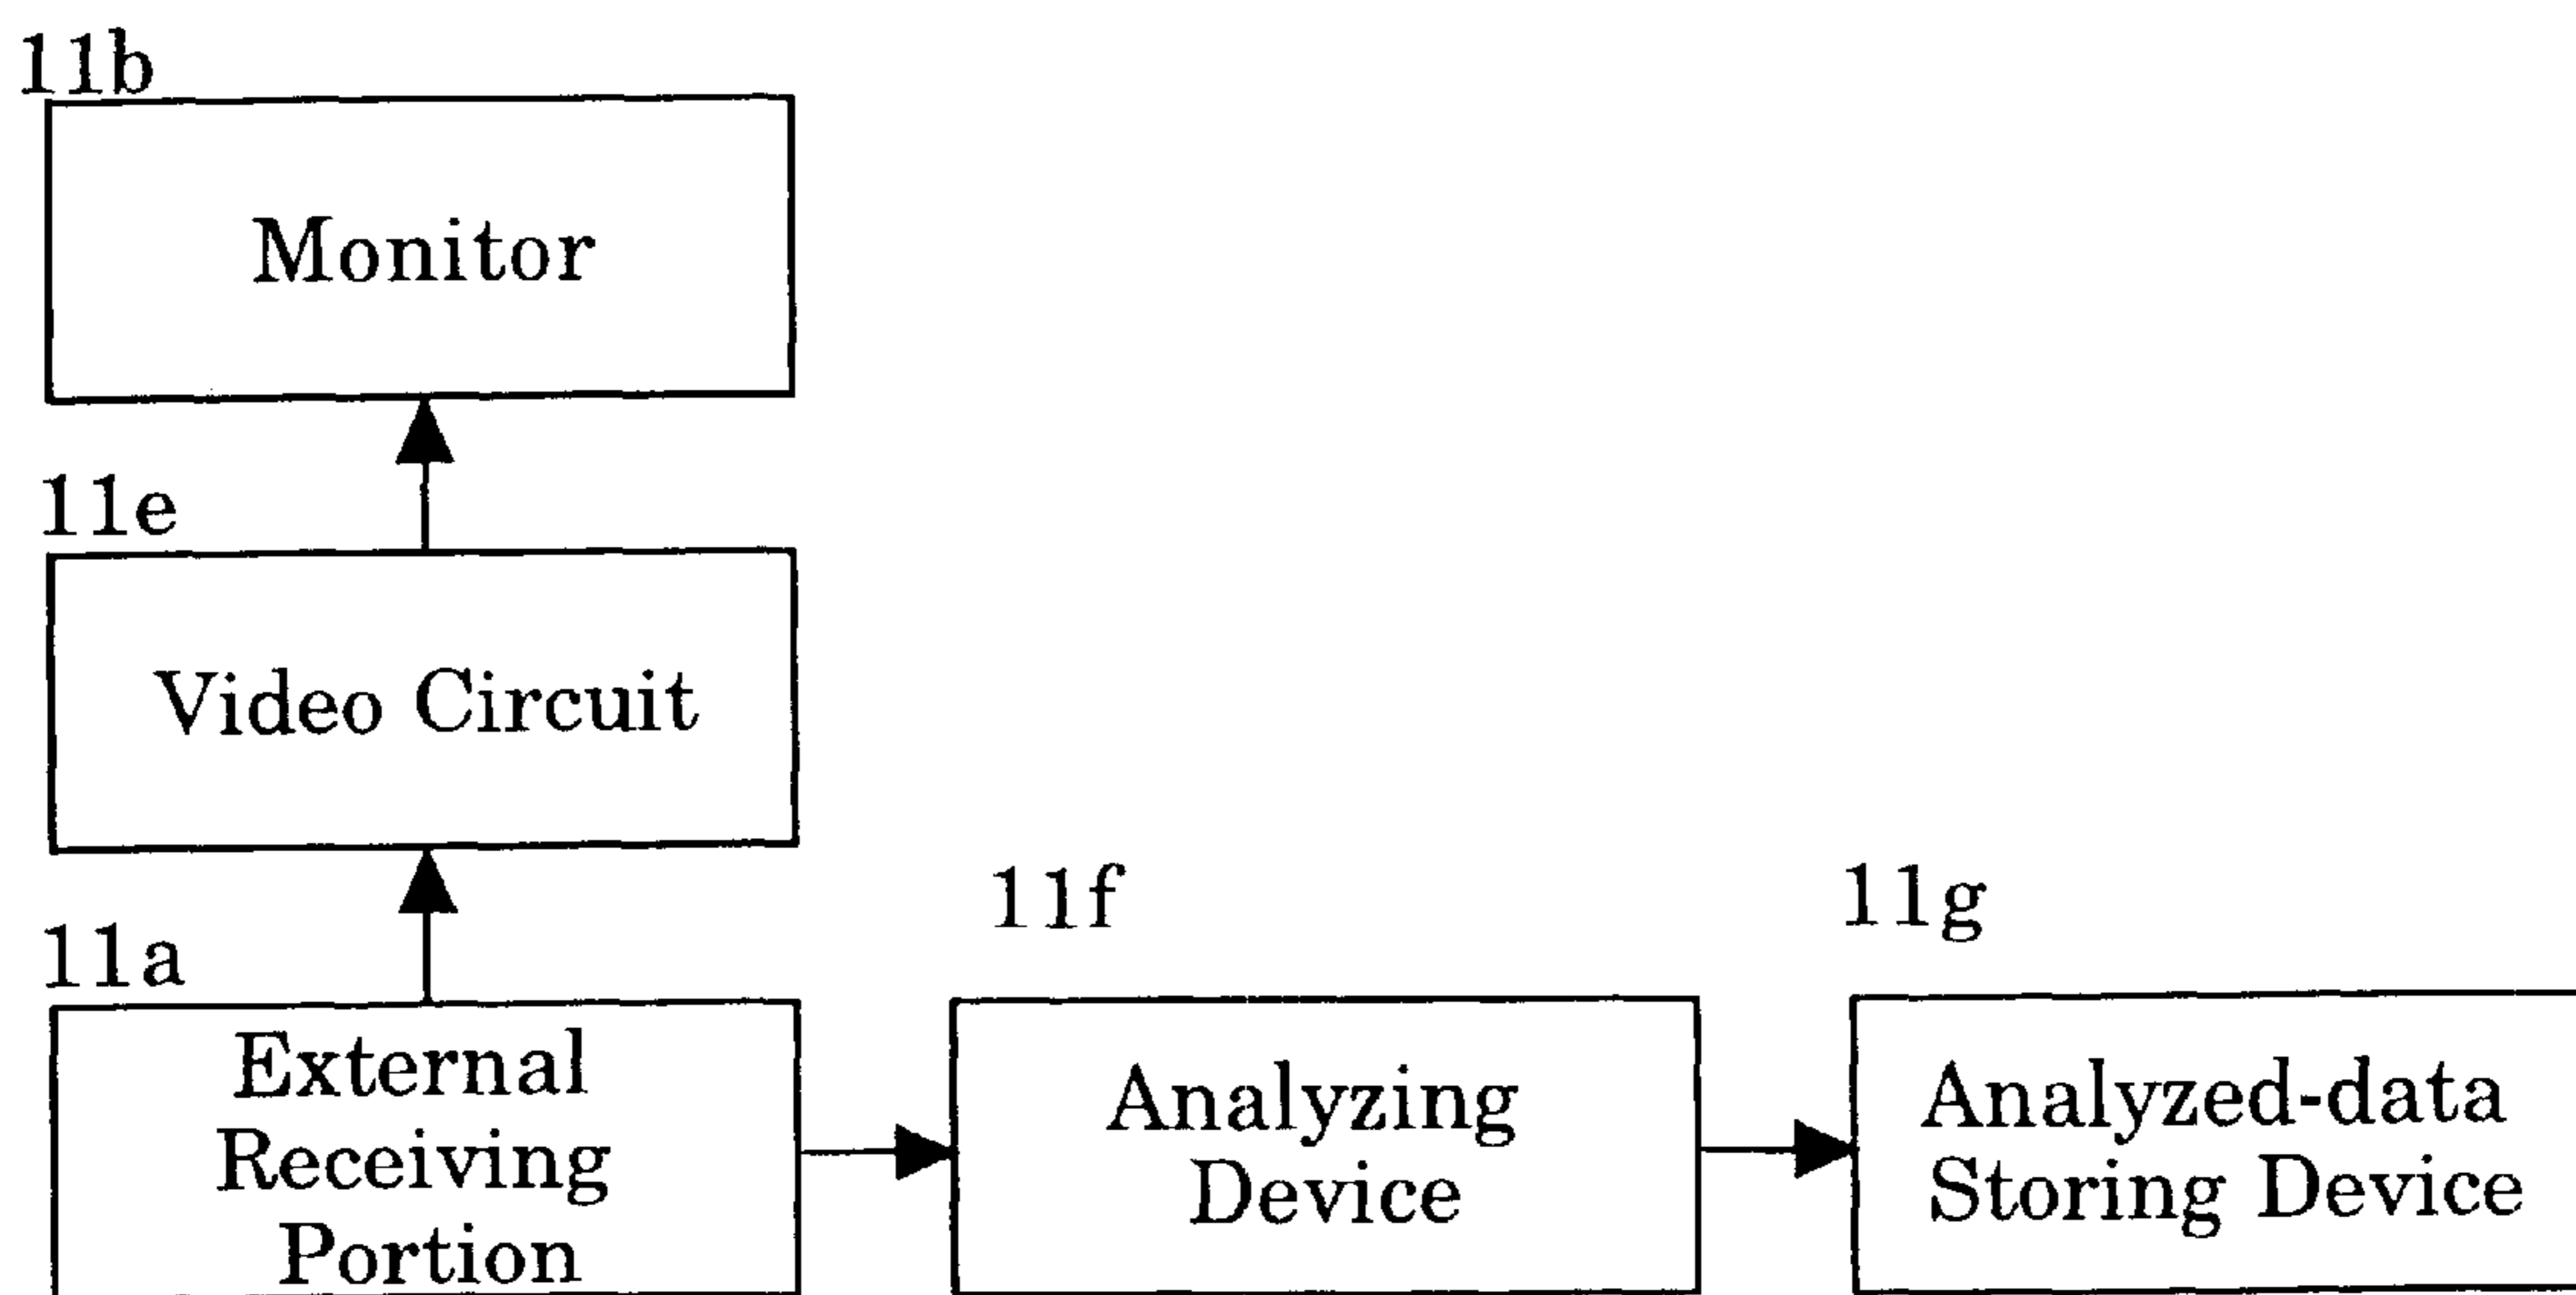 11b
Monitor
11e
Video Circuit
11a
External
Receiving
Portion
11f
Analyzing
Device
11g
Analyzed-data
Storing Device